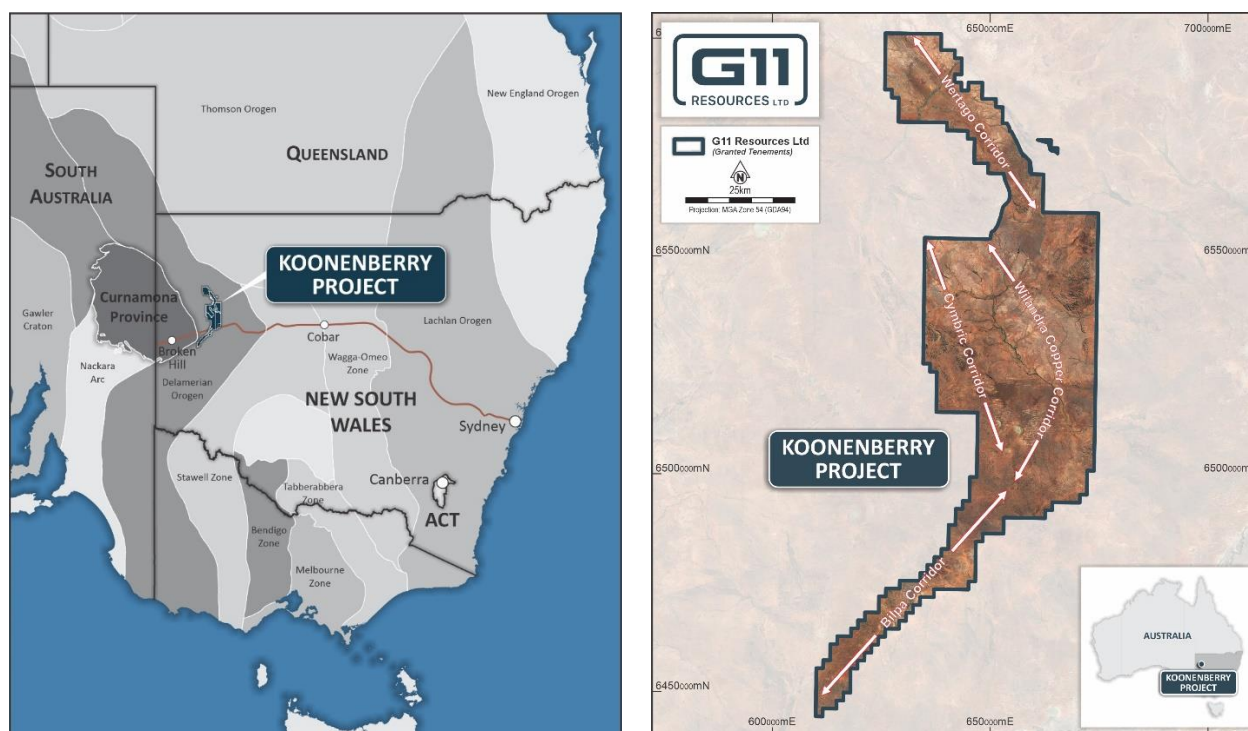 Thomson Orogen
New England Orogen
QUEENSLAND
SOUTH
AUSTRALIA
KOONENBERRY
PROJECT
Curnamona
Province
Gawler
Craton
Broken
Hill
Cobar
Lachlan Orogen
Wagga-Omeo
Zone
Nackara
Arc
Delamerian
Orogen
NEW SOUTH
WALES
Sydney
Stawell Zone
Tabberabbera
Zone
Canberra
ACT
Bendigo
Zone
Melbourne
Zone
650000mE
700000mE
G11
RESOURCES LTD
G11 Resources Ltd
(Granted Tenements)
N
25km
Projection: MGA Zone 54 (GDA94)
Wertago Corridor
6550000mN
6550000mN
Cymbric Corridor
Wilandra Copper Corridor
KOONENBERRY
PROJECT
6500000mN
6500000mN
Bilpa Corridor
6450000mN
AUSTRALIA
KOONENBERRY
PROJECT
600000mE
650000mE